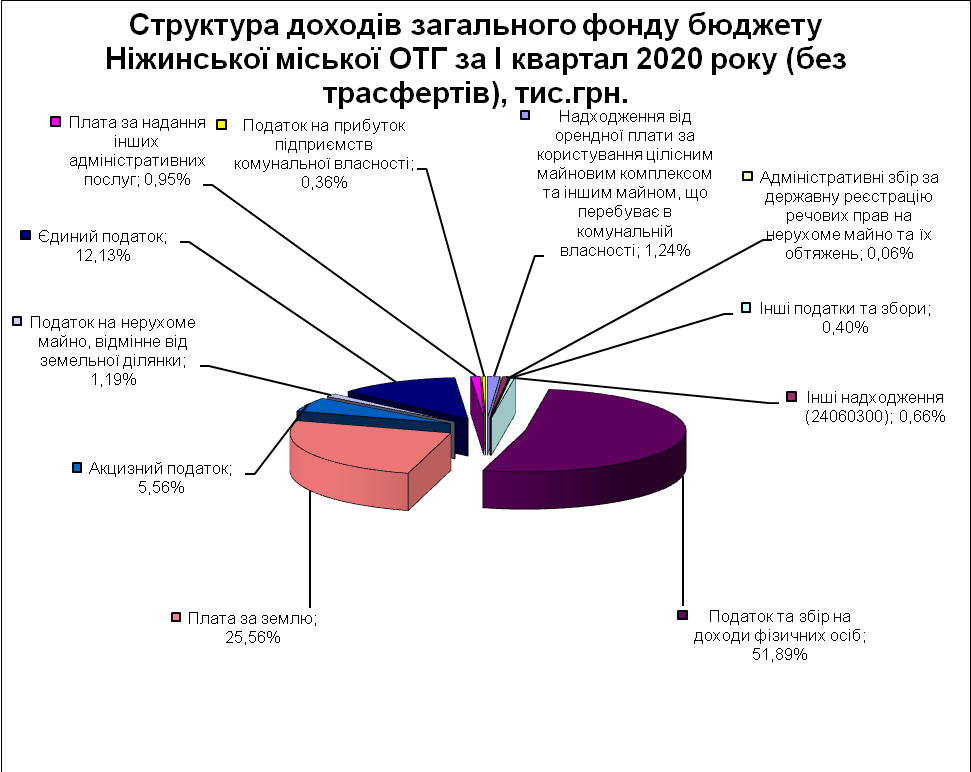 Структура доходів загального фонду бюджету
Ніжинської міської ОТГ за І квартал 2020 року (без
трасфертів), тис.грн.
Плата за надання
інших
адміністративних
послуг; 0,95%
Податок на прибуток
підприємств
комунальної власності;
0,36%
Надходження від
орендної плати за
користування цілісним
майновим комплексом
та іншим майном, що
перебуває в
комунальній
власності; 1,24%
Адміністративні збір за
державну реєстрацію
речових прав на
нерухоме майно та їх
обтяжень; 0,06%
Єдиний податок;
12,13%
Інші податки та збори;
0,40%
Податок на нерухоме
майно, відмінне від
земельної ділянки;
1,19%
Інші надходження
(24060300); 0,66%
Акцизний податок;
5,56%
Плата за землю;
25,56%
Податок та збір на
доходи фізичних осіб;
51,89%